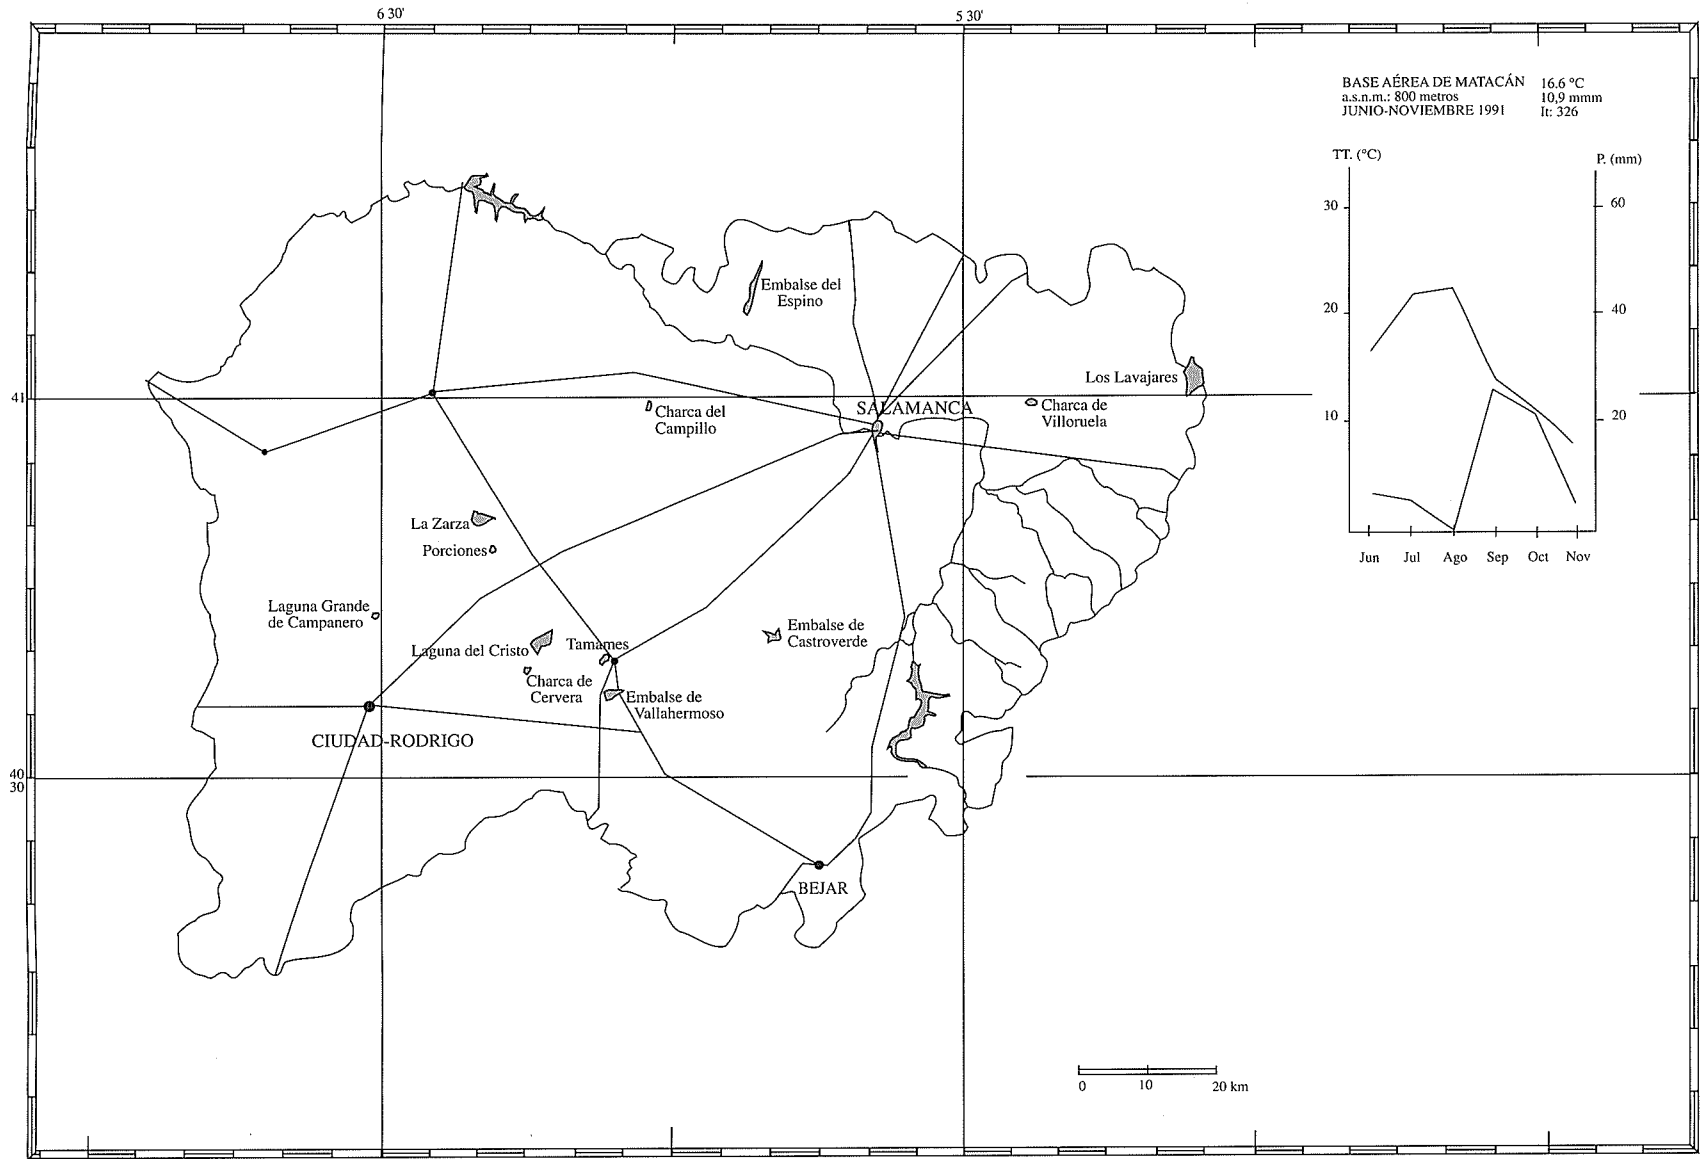 6 30'
5 30'
BASE AÉREA DE MATACÁN 16.6 °C
a.s.n.m.: 800 metros 10,9 mmm
JUNIO-NOVIEMBRE 1991 It: 326
TT. (°C)
P. (mm)
30
60
20
40
10
20
Jun Jul Ago Sep Oct Nov
Embalse del
Espino
Los Lavajares
41
SALAMANCA
Charca del
Campillo
Charca de
Villoruela
La Zarza
Porciones
Laguna Grande
de Campanero
Laguna del Cristo
Tamames
Embalse de
Castroverde
Charca de
Cervera
Embalse de
Vallahermoso
CIUDAD-RODRIGO
40
30
BEJAR
0 10 20 km